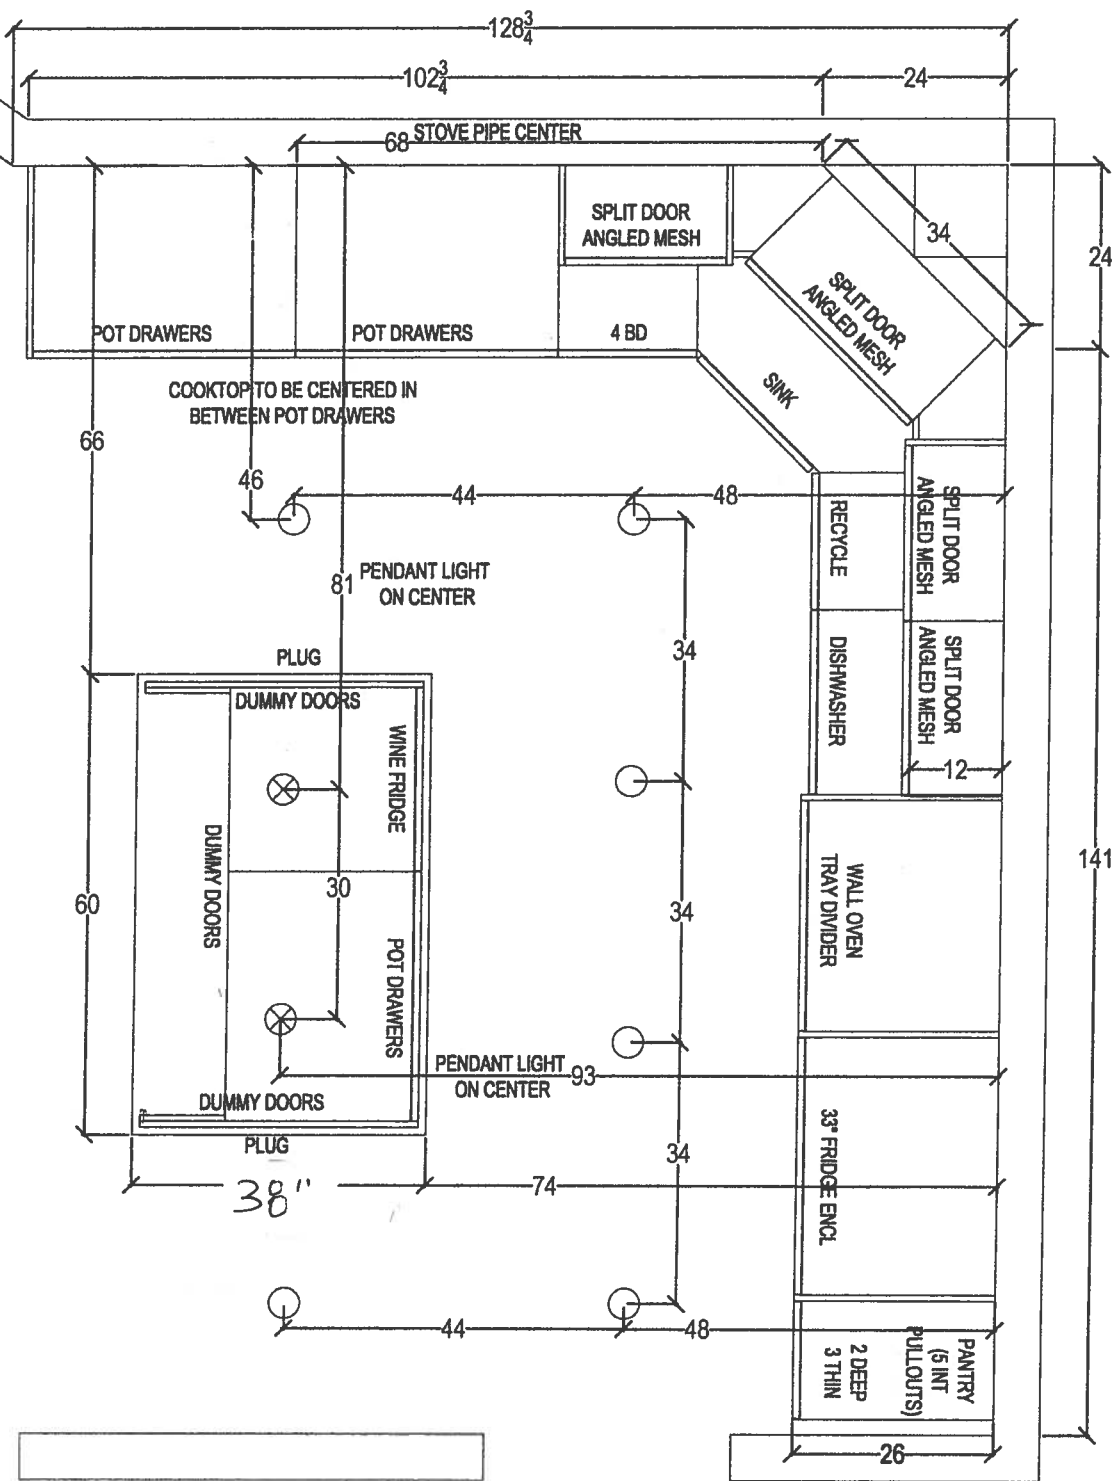 128 3/4
102 3/4
24
STOVE PIPE CENTER
68
SPLIT DOOR
ANGLED MESH
34
24
SPLIT DOOR
ANGLED MESH
POT DRAWERS
POT DRAWERS
4 BD
SINK
COOKTOP TO BE CENTERED IN
BETWEEN POT DRAWERS
66
46
44
48
RECYCLE
SPLIT DOOR
ANGLED MESH
81
PENDANT LIGHT
ON CENTER
34
PLUG
DUMMY DOORS
WINE FRIDGE
DISHWASHER
SPLIT DOOR
ANGLED MESH
12
DUMMY DOORS
30
60
34
WALL OVEN
TRAY DIVIDER
141
POT DRAWERS
PENDANT LIGHT
ON CENTER
93
DUMMY DOORS
PLUG
38"
74
34
33" FRIDGE ENCL
44
48
PANTRY
(5 INT
PULLOUTS)
2 DEEP
3 THIN
26